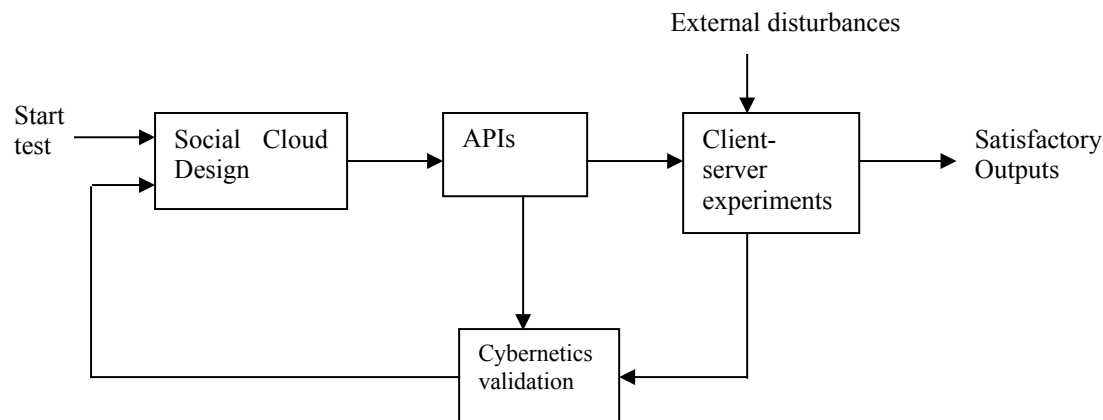 External disturbances
Start
test
Social Cloud
Design
APIs
Client-
server
experiments
Satisfactory
Outputs
Cybernetics
validation